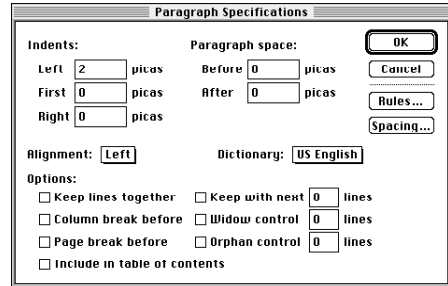 Paragraph Specifications
Indents:
Paragraph space:
OK
Left 2 picas
Before 0 picas
Cancel
First 0 picas
After 0 picas
Rules...
Right 0 picas
Spacing...
Alignment: Left
Dictionary: US English
Options:
Keep lines together
Keep with next 0 lines
Column break before
Widow control 0 lines
Page break before
Orphan control 0 lines
Include in table of contents